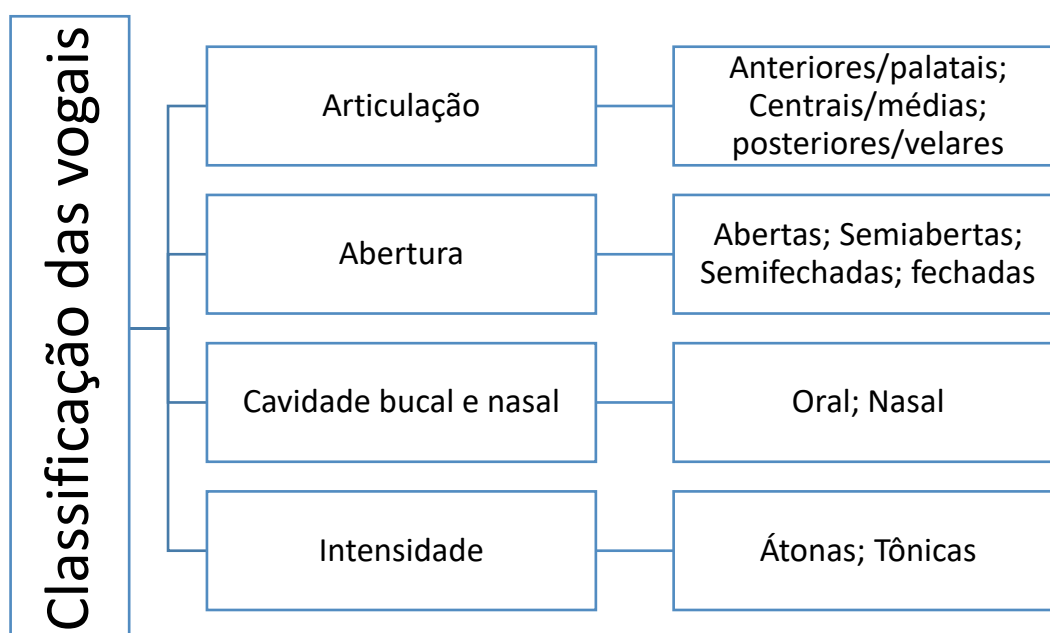 Classificação das vogais
Articulação
Anteriores/palatais;
Centrais/médias;
posteriores/velares
Abertura
Abertas; Semiabertas;
Semifechadas; fechadas
Cavidade bucal e nasal
Oral; Nasal
Intensidade
Átonas; Tônicas